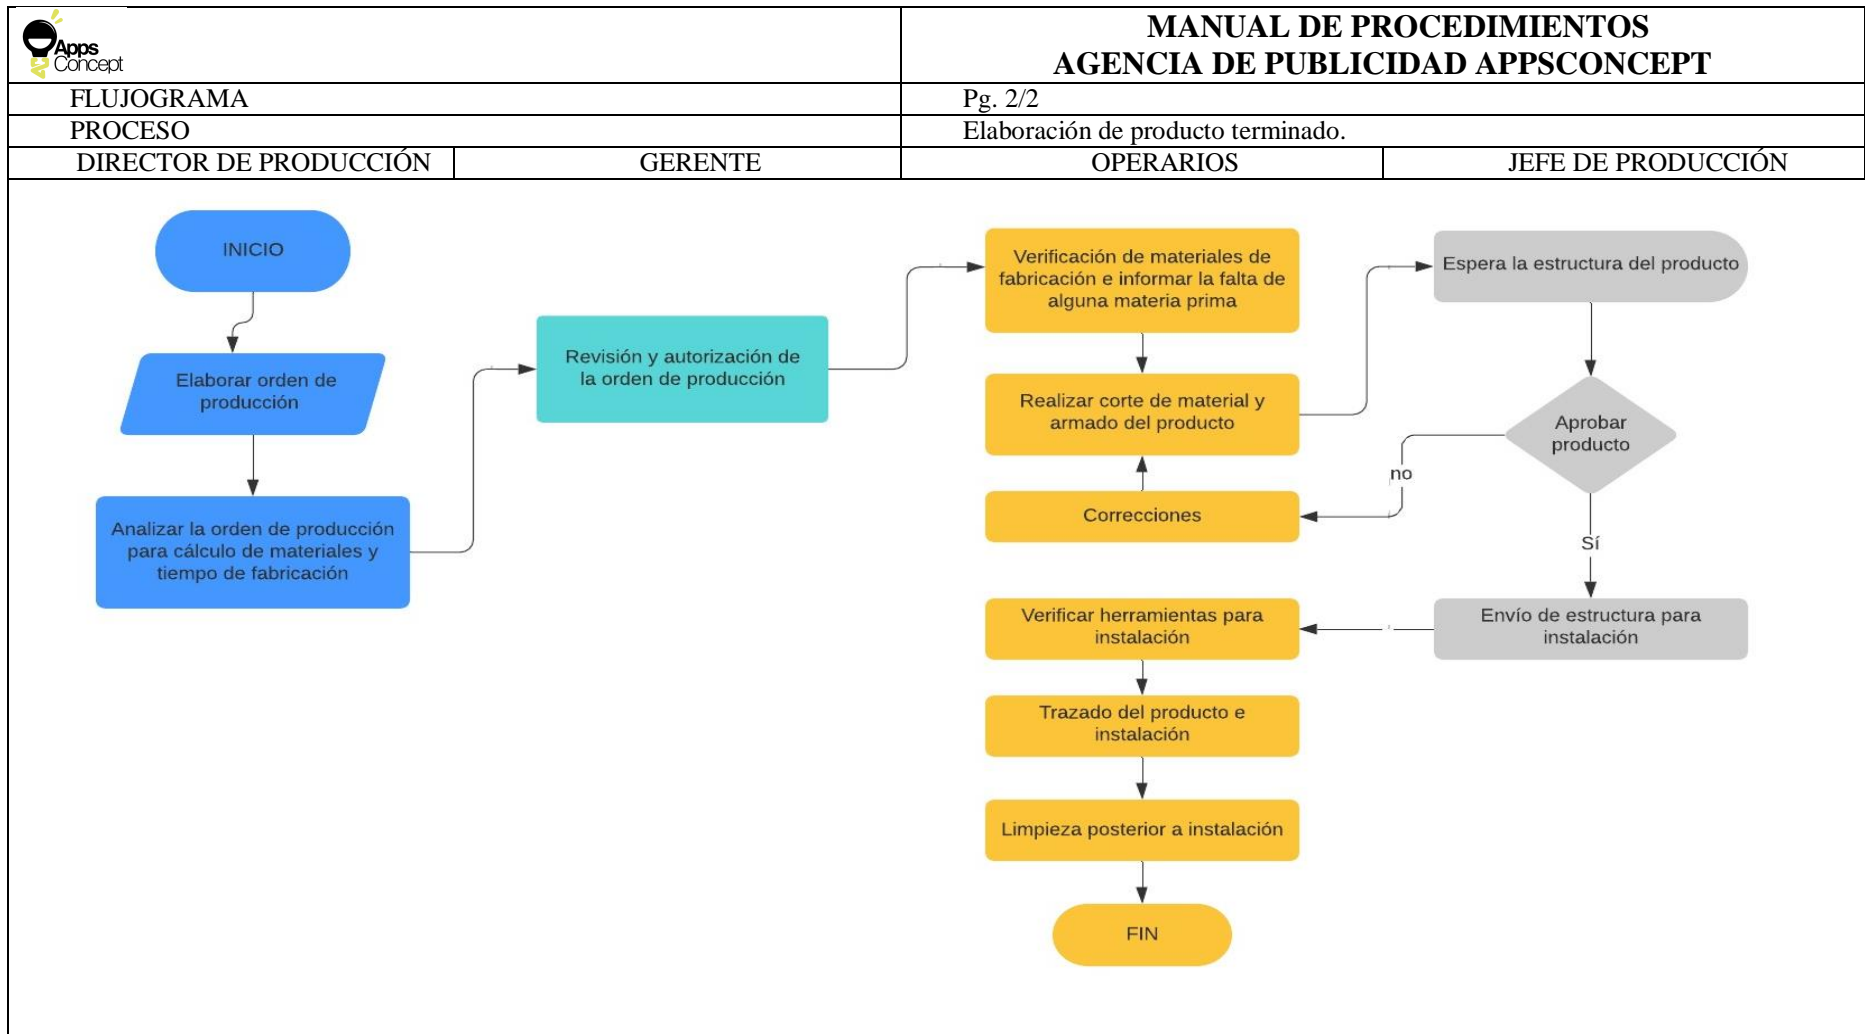 Apps
Concept
MANUAL DE PROCEDIMIENTOS
AGENCIA DE PUBLICIDAD APPSCONCEPT
FLUJOGRAMA
Pg. 2/2
PROCESO
Elaboración de producto terminado.
DIRECTOR DE PRODUCCIÓN
GERENTE
OPERARIOS
JEFE DE PRODUCCIÓN
INICIO
Elaborar orden de
producción
Analizar la orden de producción
para cálculo de materiales y
tiempo de fabricación
Revisión y autorización de
la orden de producción
Verificación de materiales de
fabricación e informar la falta de
alguna materia prima
Realizar corte de material y
armado del producto
Espera la estructura del producto
Aprobar
producto
no
Correcciones
Sí
Envío de estructura para
instalación
Verificar herramientas para
instalación
Trazado del producto e
instalación
Limpieza posterior a instalación
FIN